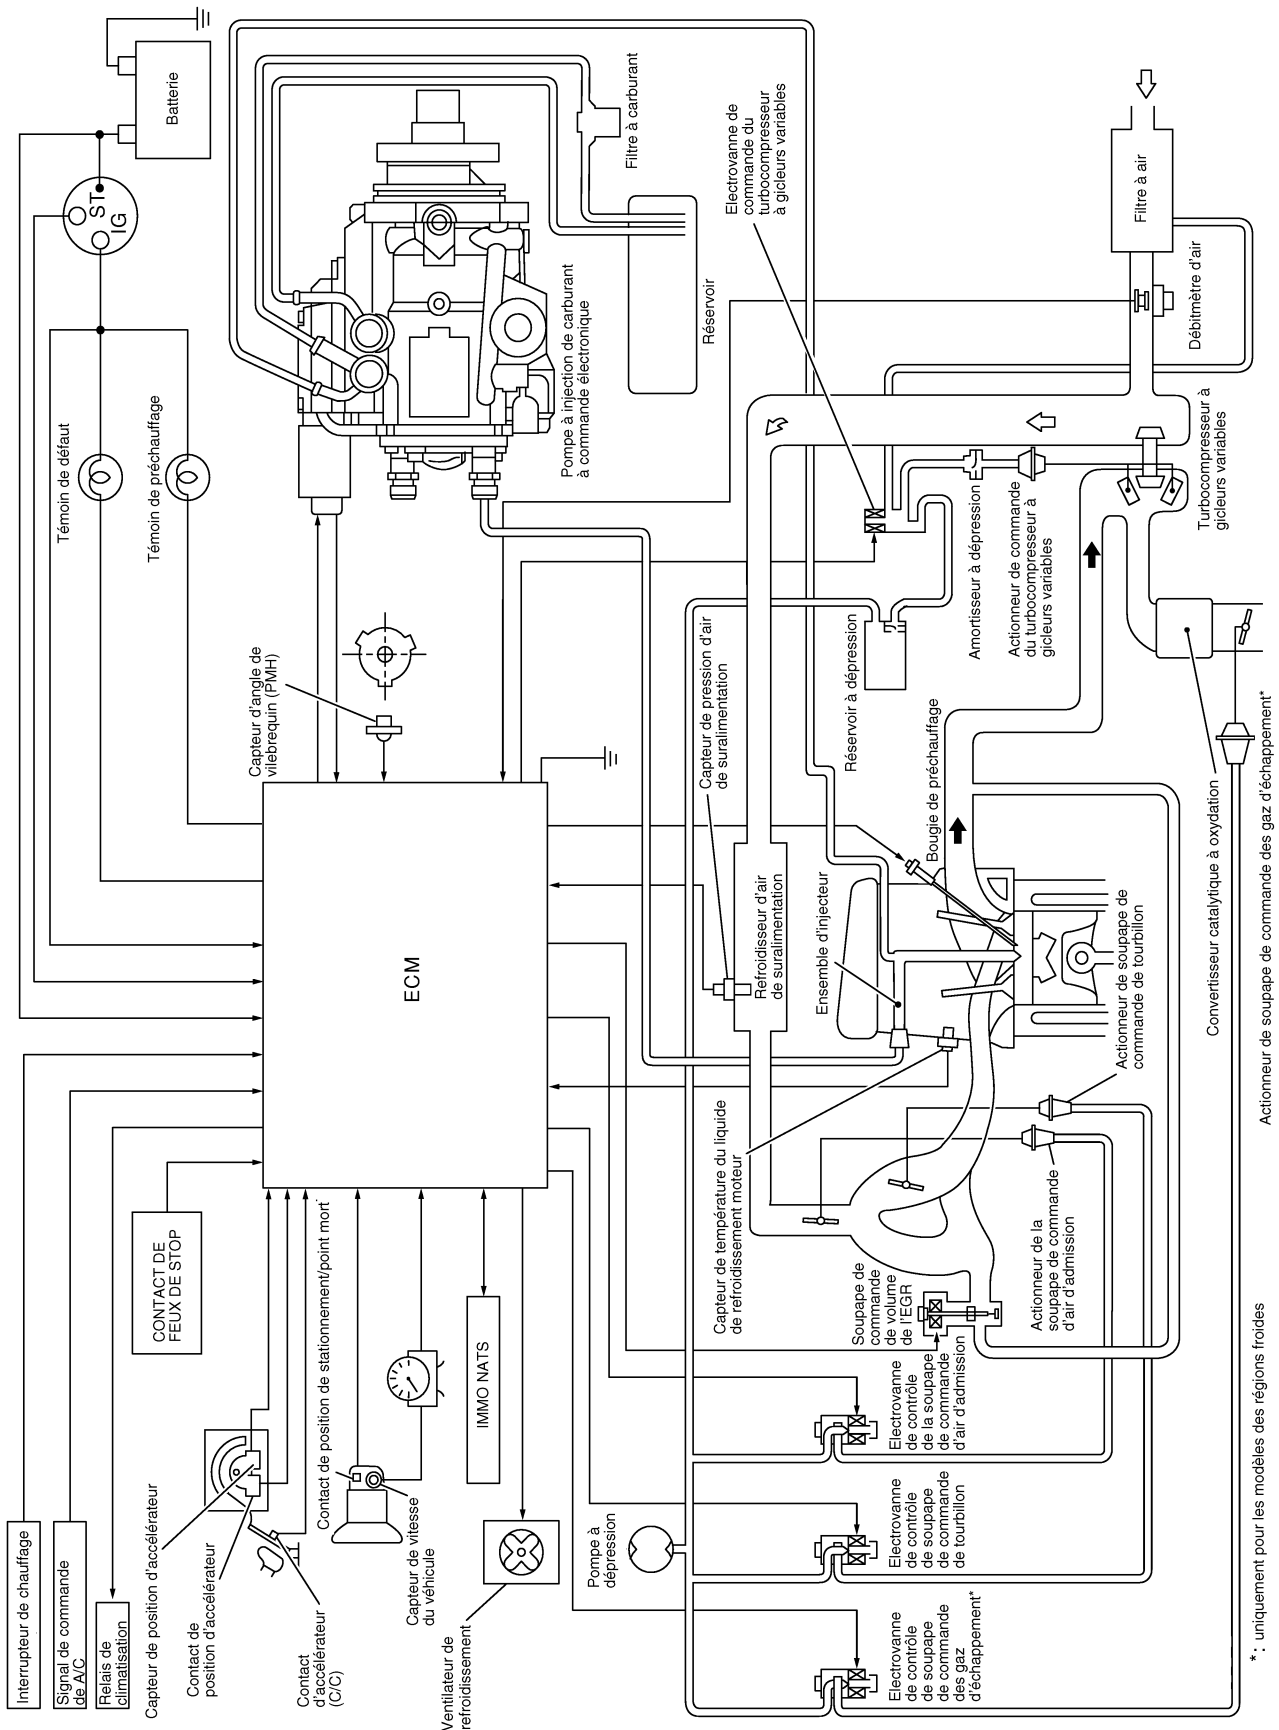 Batterie
ST
IG
Témoin de défaut
Témoin de préchauffage
Filtre à carburant
Réservoir
Pompe à injection de carburant
à commande électronique
Electrovanne de
commande du
turbocompresseur
à gicleurs variables
Filtre à air
Débitmètre d'air
Turbocompresseur à
gicleurs variables
Amortisseur à dépression
Actionneur de commande
du turbocompresseur à
gicleurs variables
Réservoir à dépression
Capteur de pression d'air
de suralimentation
Capteur d'angle de
vilebrequin (PMH)
ECM
Bougie de préchauffage
Refroidisseur d'air
de suralimentation
Ensemble d'injecteur
Convertisseur catalytique à oxydation
Actionneur de soupape de commande des gaz d'échappement*
Actionneur de soupape de
commande de tourbillon
Capteur de température du liquide
de refroidissement moteur
Soupape de
commande
de volume
de l'EGR
Actionneur de la
soupape de commande
d'air d'admission
Electrovanne
de contrôle
de la soupape
de commande
d'air d'admission
Electrovanne
de contrôle
de soupape
de commande
de tourbillon
Electrovanne
de contrôle
de soupape
de commande
des gaz
d'échappement*
Pompe à
dépression
CONTACT DE
FEUX DE STOP
Contact de position de stationnement/point mort
IMMO NATS
Capteur de vitesse
du véhicule
Ventilateur de
refroidissement
Interrupteur de chauffage
Signal de commande
de A/C
Relais de
climatisation
Capteur de position d'accélérateur
Contact de
position d'accélérateur
Contact
d'accélérateur
(C/C)
*: uniquement pour les modèles des régions froides